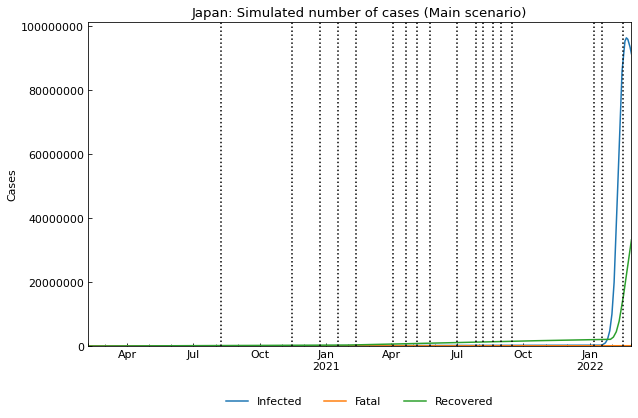 Japan: Simulated number of cases (Main scenario)
100000000
80000000
60000000
40000000
20000000
0
Cases
Apr Jul Oct Jan Apr Jul Oct Jan
2021 2022
Infected Fatal Recovered